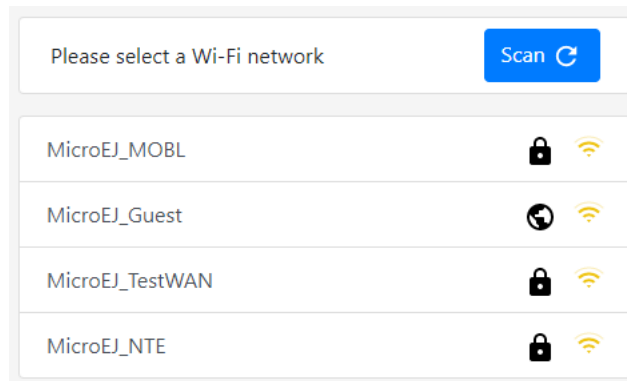 Please select a Wi-Fi network
Scan
MicroEJ_MOBL
MicroEJ_Guest
MicroEJ_TestWAN
MicroEJ_NTE